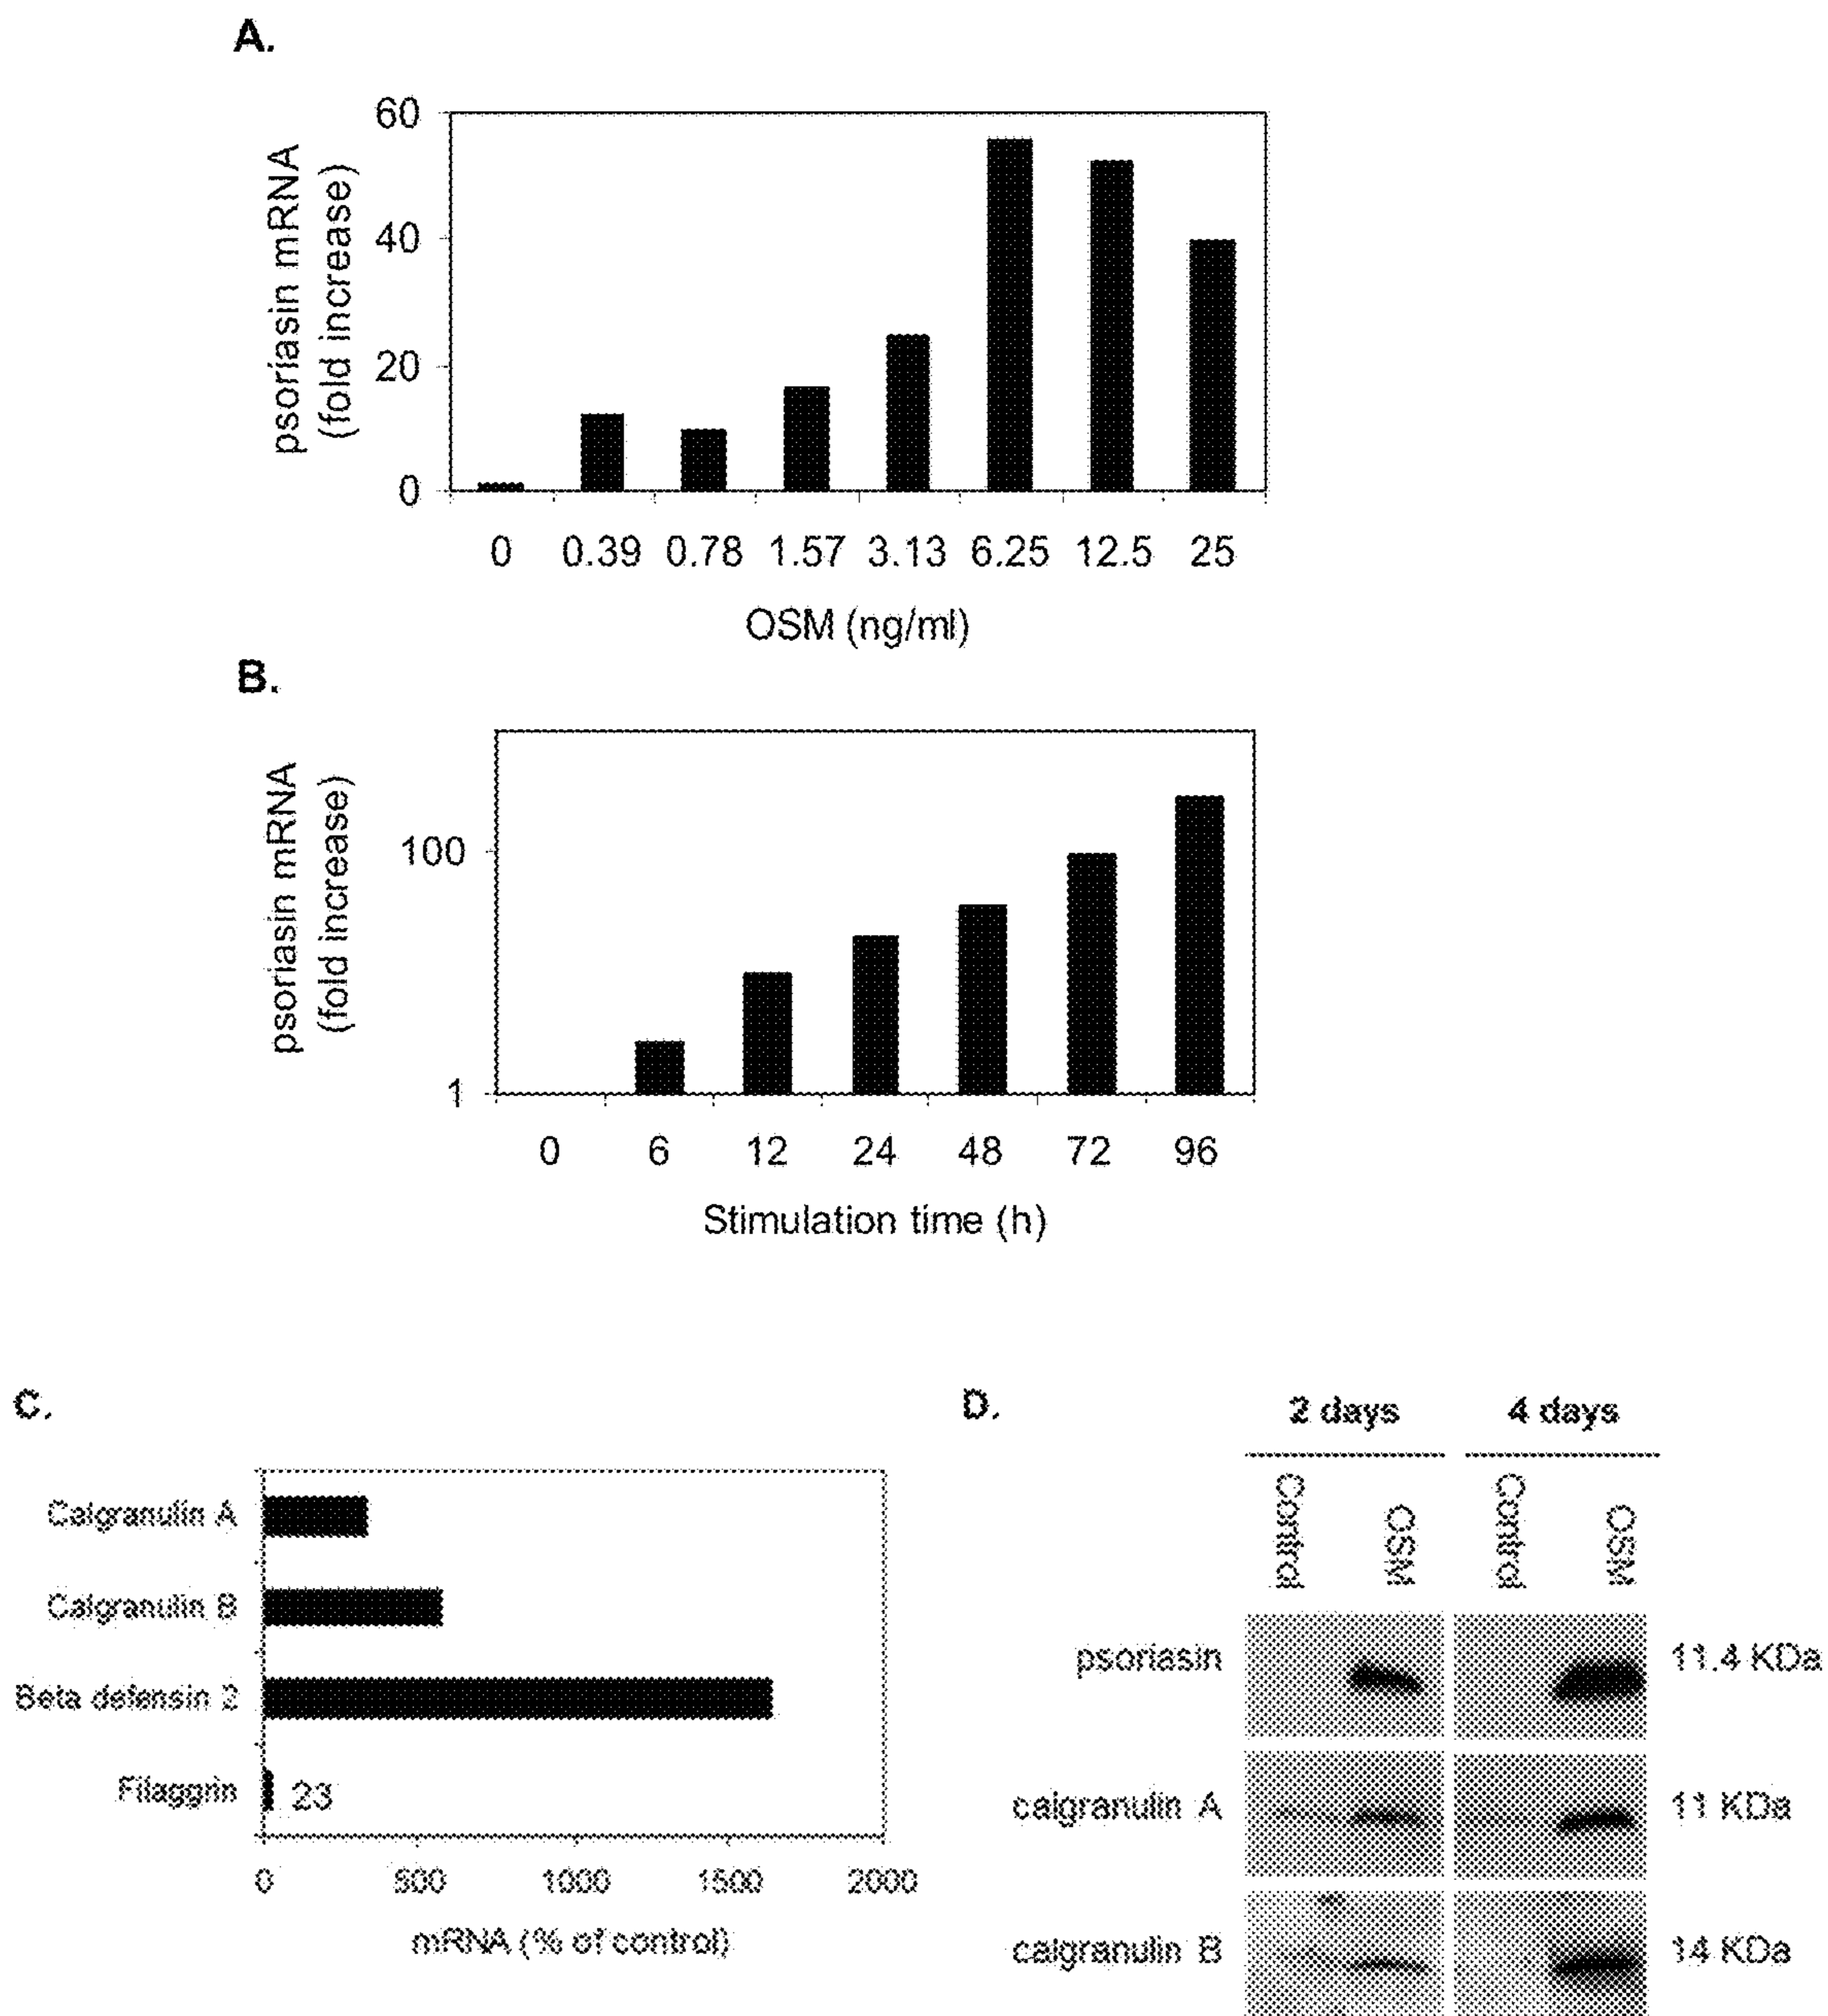 A.
psoriasin mRNA
(fold increase)
60
40
20
0
0 0.39 0.78 1.57 3.13 6.25 12.5 25
OSM (ng/ml)
B.
psoriasin mRNA
(fold increase)
100
1
0 6 12 24 48 72 96
Stimulation time (h)
C.
Calgranulin A
Calgranulin B
Beta defensin 2
Filaggrin 23
0 500 1000 1500 2000
mRNA (% of control)
D.
2 days 4 days
Control OSM Control OSM
psoriasin 11.4 KDa
calgranulin A 11 KDa
calgranulin B 14 KDa